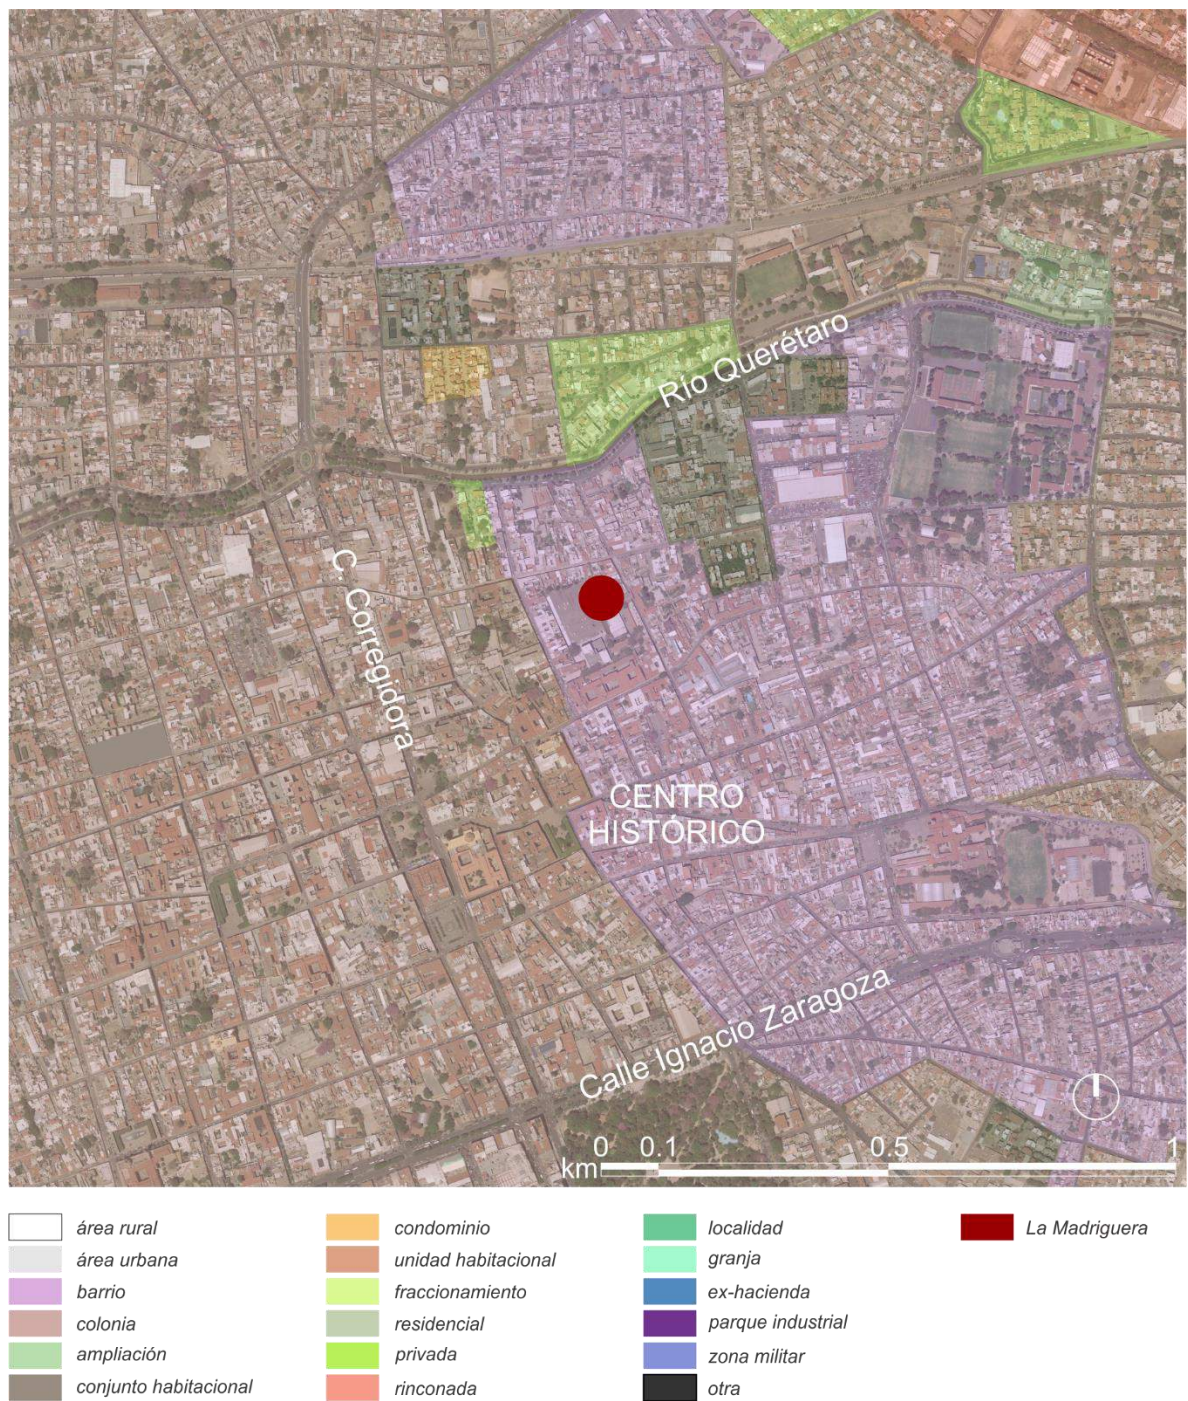 Río Querétaro
C. Corregidora
CENTRO
HISTÓRICO
Calle Ignacio Zaragoza
0 0.1 0.5 1
km
área rural
área urbana
barrio
colonia
ampliación
conjunto habitacional
condominio
unidad habitacional
fraccionamiento
residencial
privada
rinconada
localidad
granja
ex-hacienda
parque industrial
zona militar
otra
La Madriguera